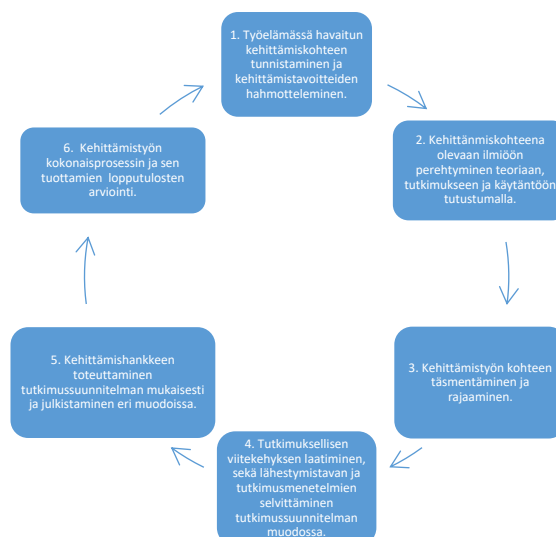 1. Työelämässä havaitun
kehittämiskohteen
tunnistaminen ja
kehittämistavoitteiden
hahmotteleminen.
2. Kehittänmiskohteena
olevaan ilmiöön
perehtyminen teoriaan,
tutkimukseen ja käytäntöön
tutustumalla.
3. Kehittämistyön kohteen
täsmentäminen ja
rajaaminen.
4. Tutkimuksellisen
viitekehyksen laatiminen,
sekä lähestymistavan ja
tutkimusmenetelmien
selvittäminen
tutkimussuunnitelman
muodossa.
5. Kehittämishankkeen
toteuttaminen
tutkimussuunnitelman mukaisesti
ja julkistaminen eri muodoissa.
6. Kehittämistyön
kokonaisprosessin ja sen
tuottamien lopputulosten
arviointi.